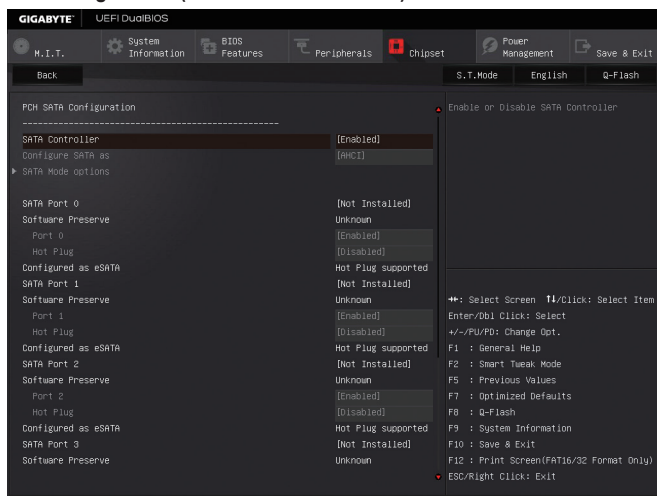 GIGABYTE™ UEFI DualBIOS
M.I.T. System Information BIOS Features Peripherals Chipset Power Management Save & Exit
Back S.T.Mode English Q-Flash
PCH SATA Configuration
--------------------------------------------------
SATA Controller [Enabled]
Configure SATA as [AHCI]
SATA Mode options
SATA Port 0 [Not Installed]
Software Preserve Unknown
Port 0 [Enabled]
Hot Plug [Disabled]
Configured as eSATA Hot Plug supported
SATA Port 1 [Not Installed]
Software Preserve Unknown
Port 1 [Enabled]
Hot Plug [Disabled]
Configured as eSATA Hot Plug supported
SATA Port 2 [Not Installed]
Software Preserve Unknown
Port 2 [Enabled]
Hot Plug [Disabled]
Configured as eSATA Hot Plug supported
SATA Port 3 [Not Installed]
Software Preserve Unknown
Enable or Disable SATA Controller
→←: Select Screen ↑↓/Click: Select Item
Enter/Dbl Click: Select
+/-/PU/PD: Change Opt.
F1 : General Help
F2 : Smart Tweak Mode
F5 : Previous Values
F7 : Optimized Defaults
F8 : Q-Flash
F9 : System Information
F10 : Save & Exit
F12 : Print Screen(FAT16/32 Format Only)
ESC/Right Click: Exit